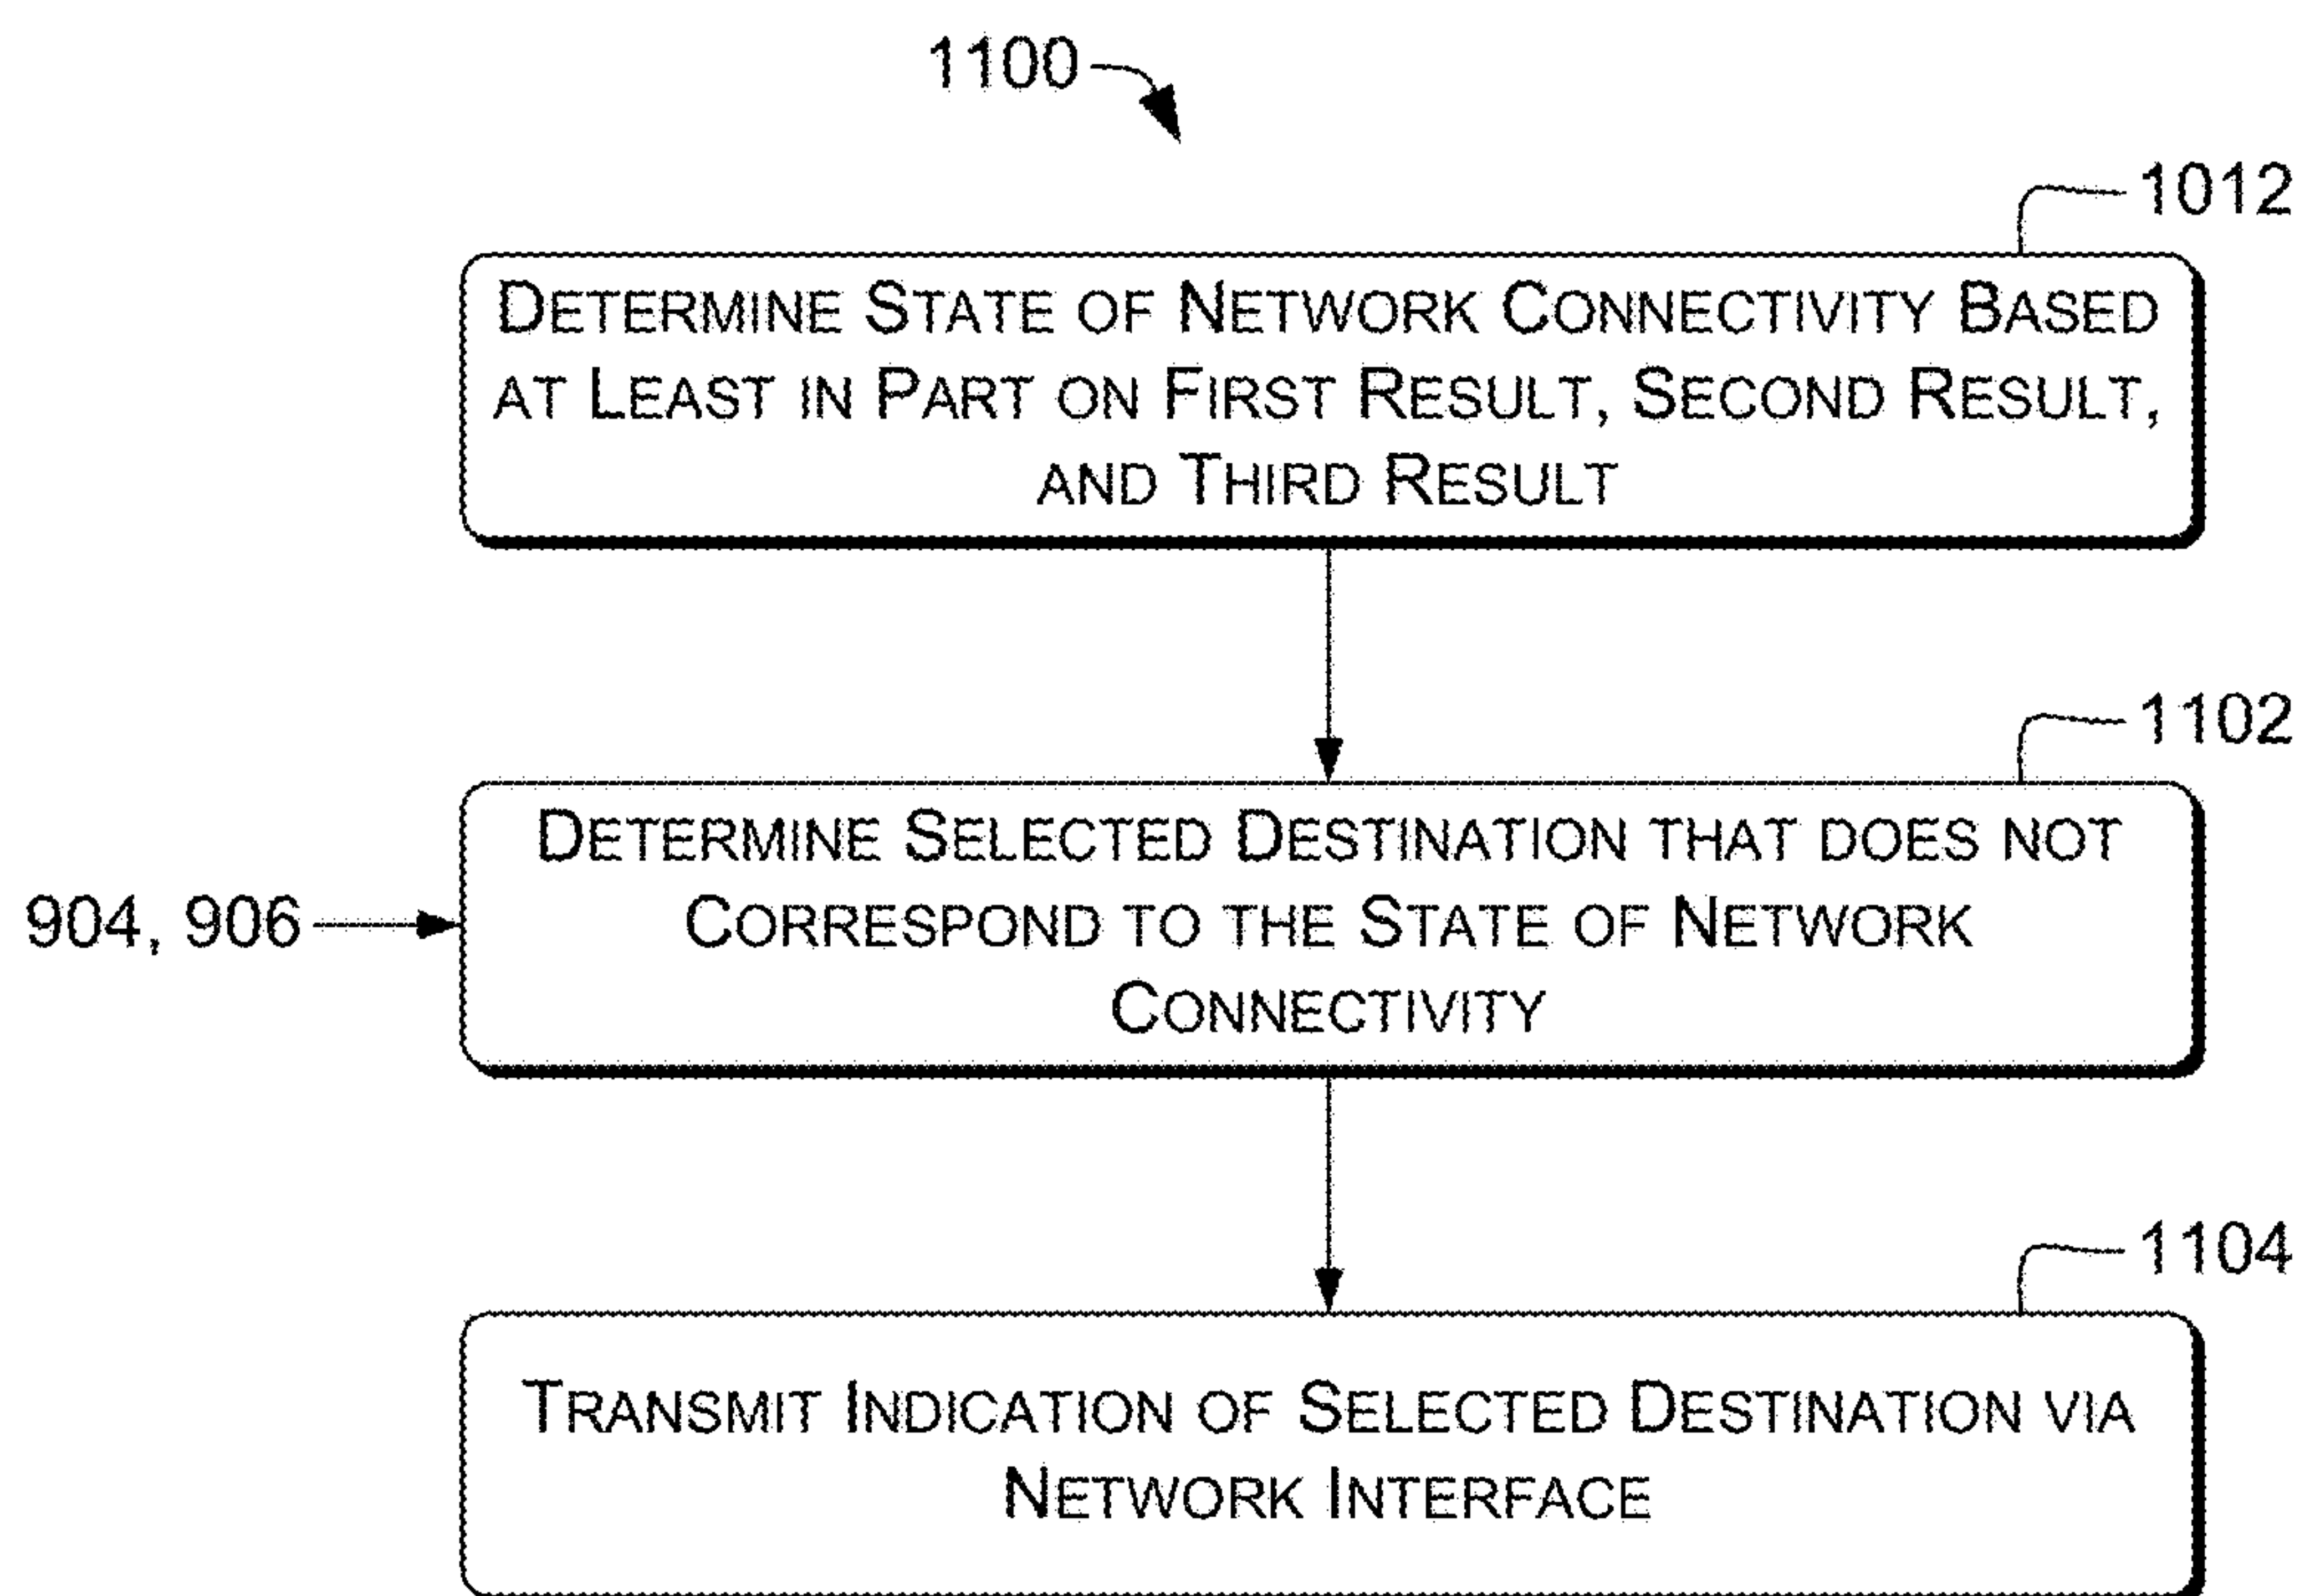 1100
1012
DETERMINE STATE OF NETWORK CONNECTIVITY BASED
AT LEAST IN PART ON FIRST RESULT, SECOND RESULT,
AND THIRD RESULT
1102
DETERMINE SELECTED DESTINATION THAT DOES NOT
CORRESPOND TO THE STATE OF NETWORK
CONNECTIVITY
904, 906
1104
TRANSMIT INDICATION OF SELECTED DESTINATION VIA
NETWORK INTERFACE